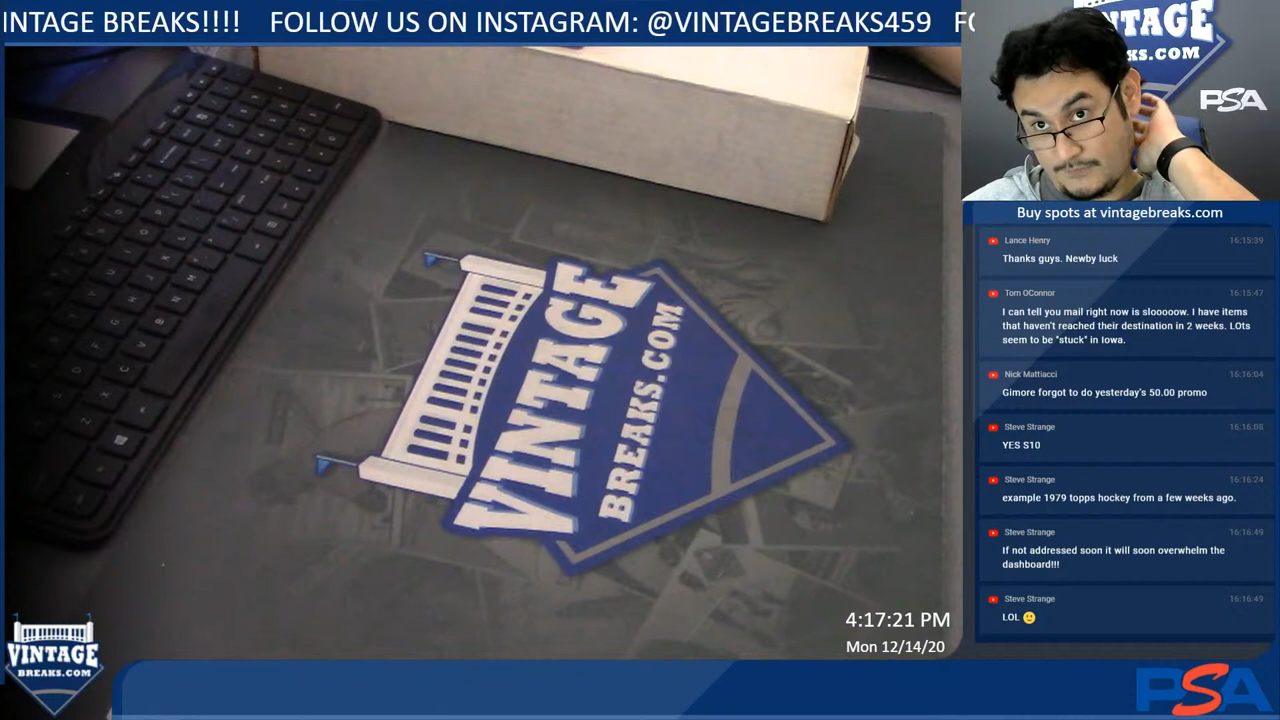 INTAGE BREAKS!!!! FOLLOW US ON INSTAGRAM: @VINTAGEBREAKS459
NTAGE
KS.COM
PSA
Buy spots at vintagebreaks.com
Lance Henry 16:15:39
Thanks guys. Newby luck
Tom OConnor 16:15:47
I can tell you mail right now is slooooow. I have items
that haven't reached their destination in 2 weeks. LOts
seem to be "stuck" in Iowa.
Nick Mattiacci 16:16:04
Gimore forgot to do yesterday's 50.00 promo
Steve Strange 16:16:08
YES S10
Steve Strange 16:16:24
example 1979 topps hockey from a few weeks ago.
Steve Strange 16:16:49
If not addressed soon it will soon overwhelm the
dashboard!!!
Steve Strange 16:16:49
LOL 🙂
VINTAGE
BREAKS.COM
4:17:21 PM
Mon 12/14/20
VINTAGE
BREAKS.COM
PSA